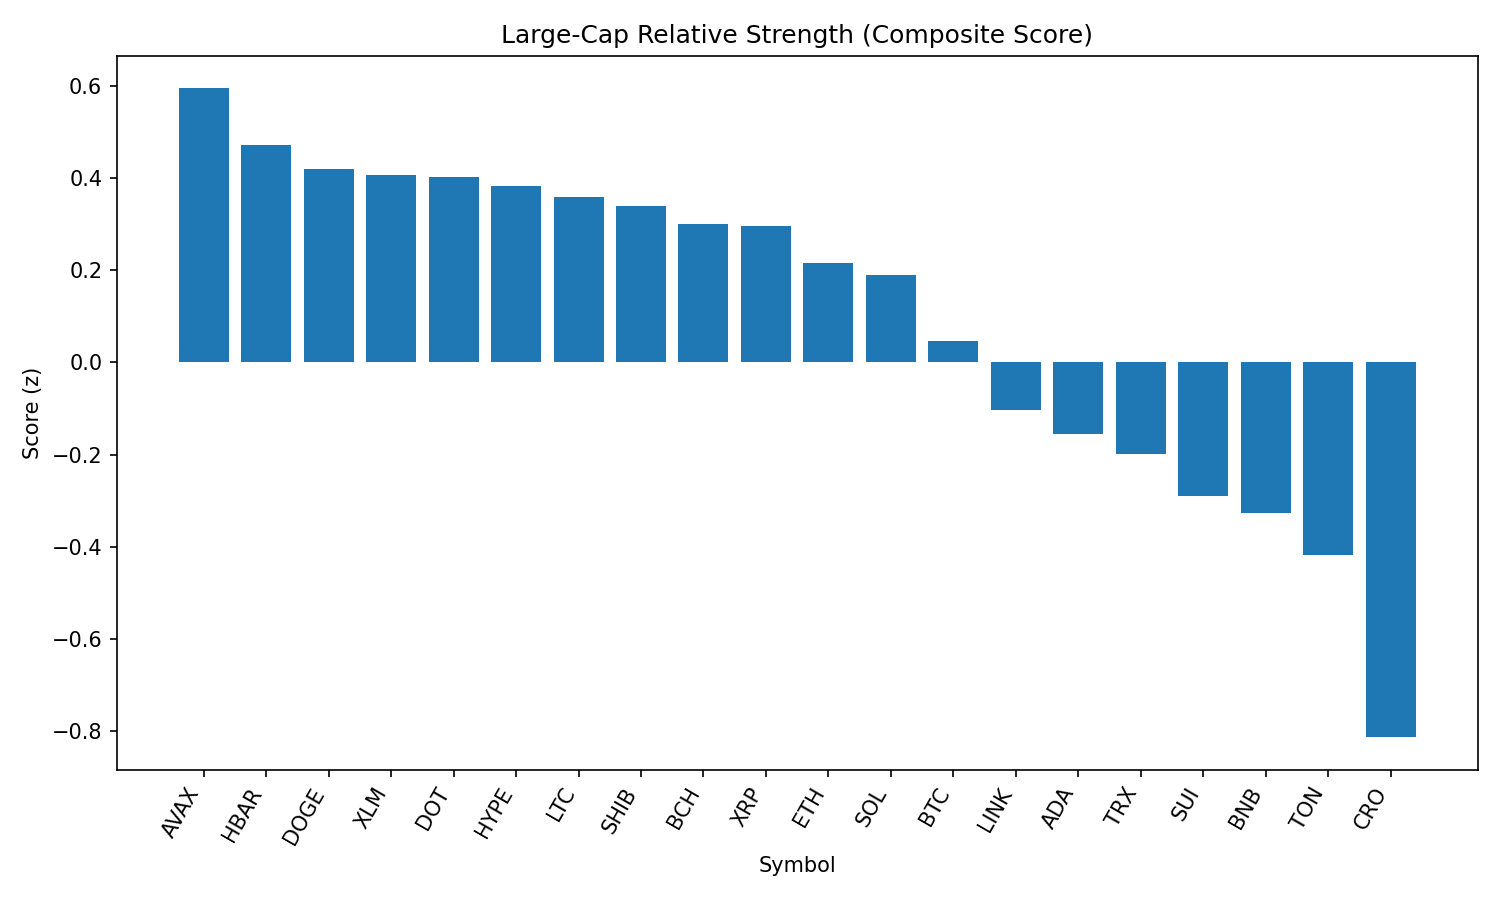 Large-Cap Relative Strength (Composite Score)
0.6
0.4
0.2
0.0
−0.2
−0.4
−0.6
−0.8
Score (z)
AVAX
HBAR
DOGE
XLM
DOT
HYPE
LTC
SHIB
BCH
XRP
ETH
SOL
BTC
LINK
ADA
TRX
SUI
BNB
TON
CRO
Symbol